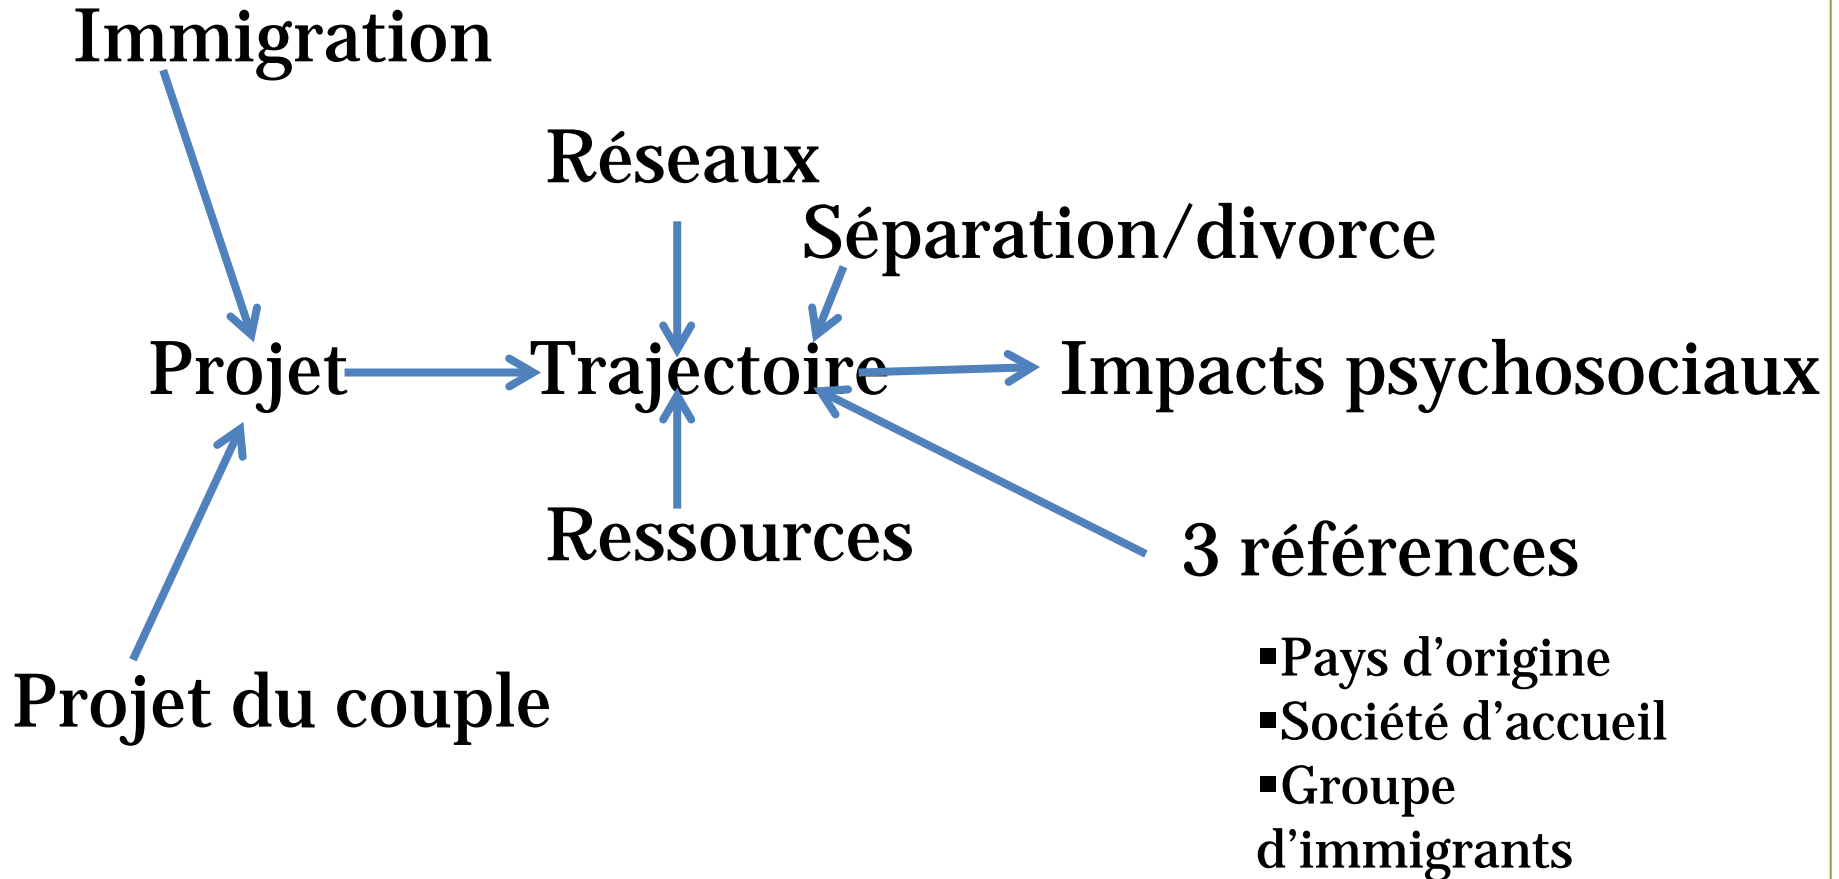 Immigration
Réseaux
Séparation/divorce
Projet
Trajectoire
Impacts psychosociaux
Ressources
3 références
▪Pays d’origine
▪Société d’accueil
▪Groupe
d’immigrants
Projet du couple